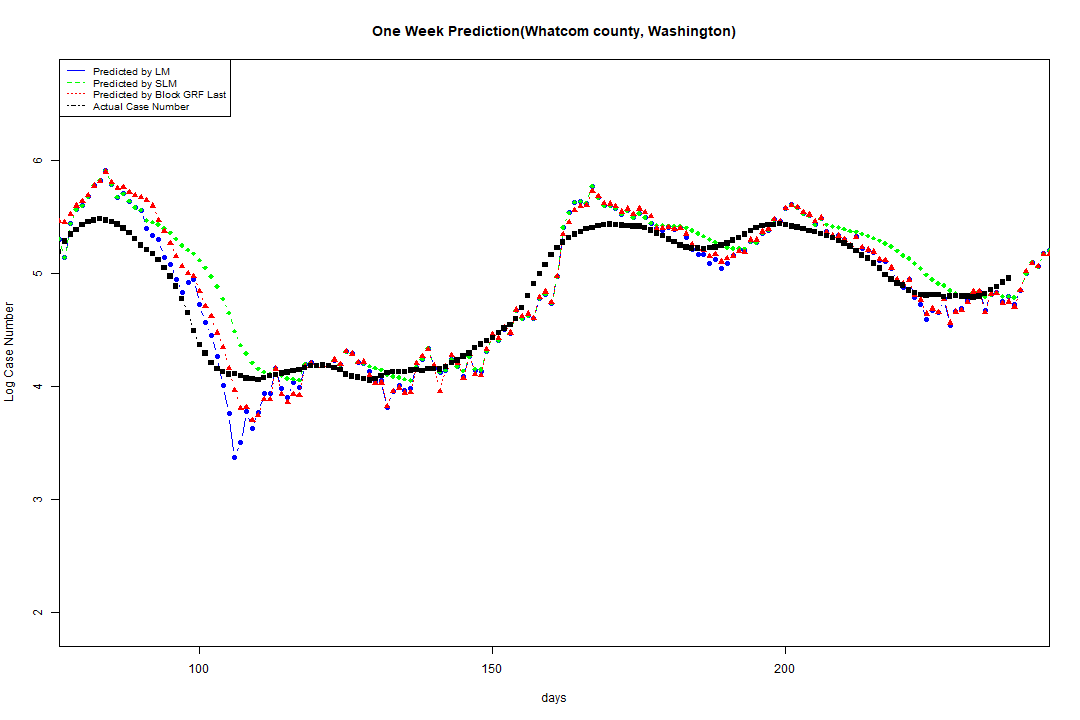 One Week Prediction(Whatcom county, Washington)
Predicted by LM
Predicted by SLM
Predicted by Block GRF Last
Actual Case Number
6
5
4
3
2
Log Case Number
100 150 200
days